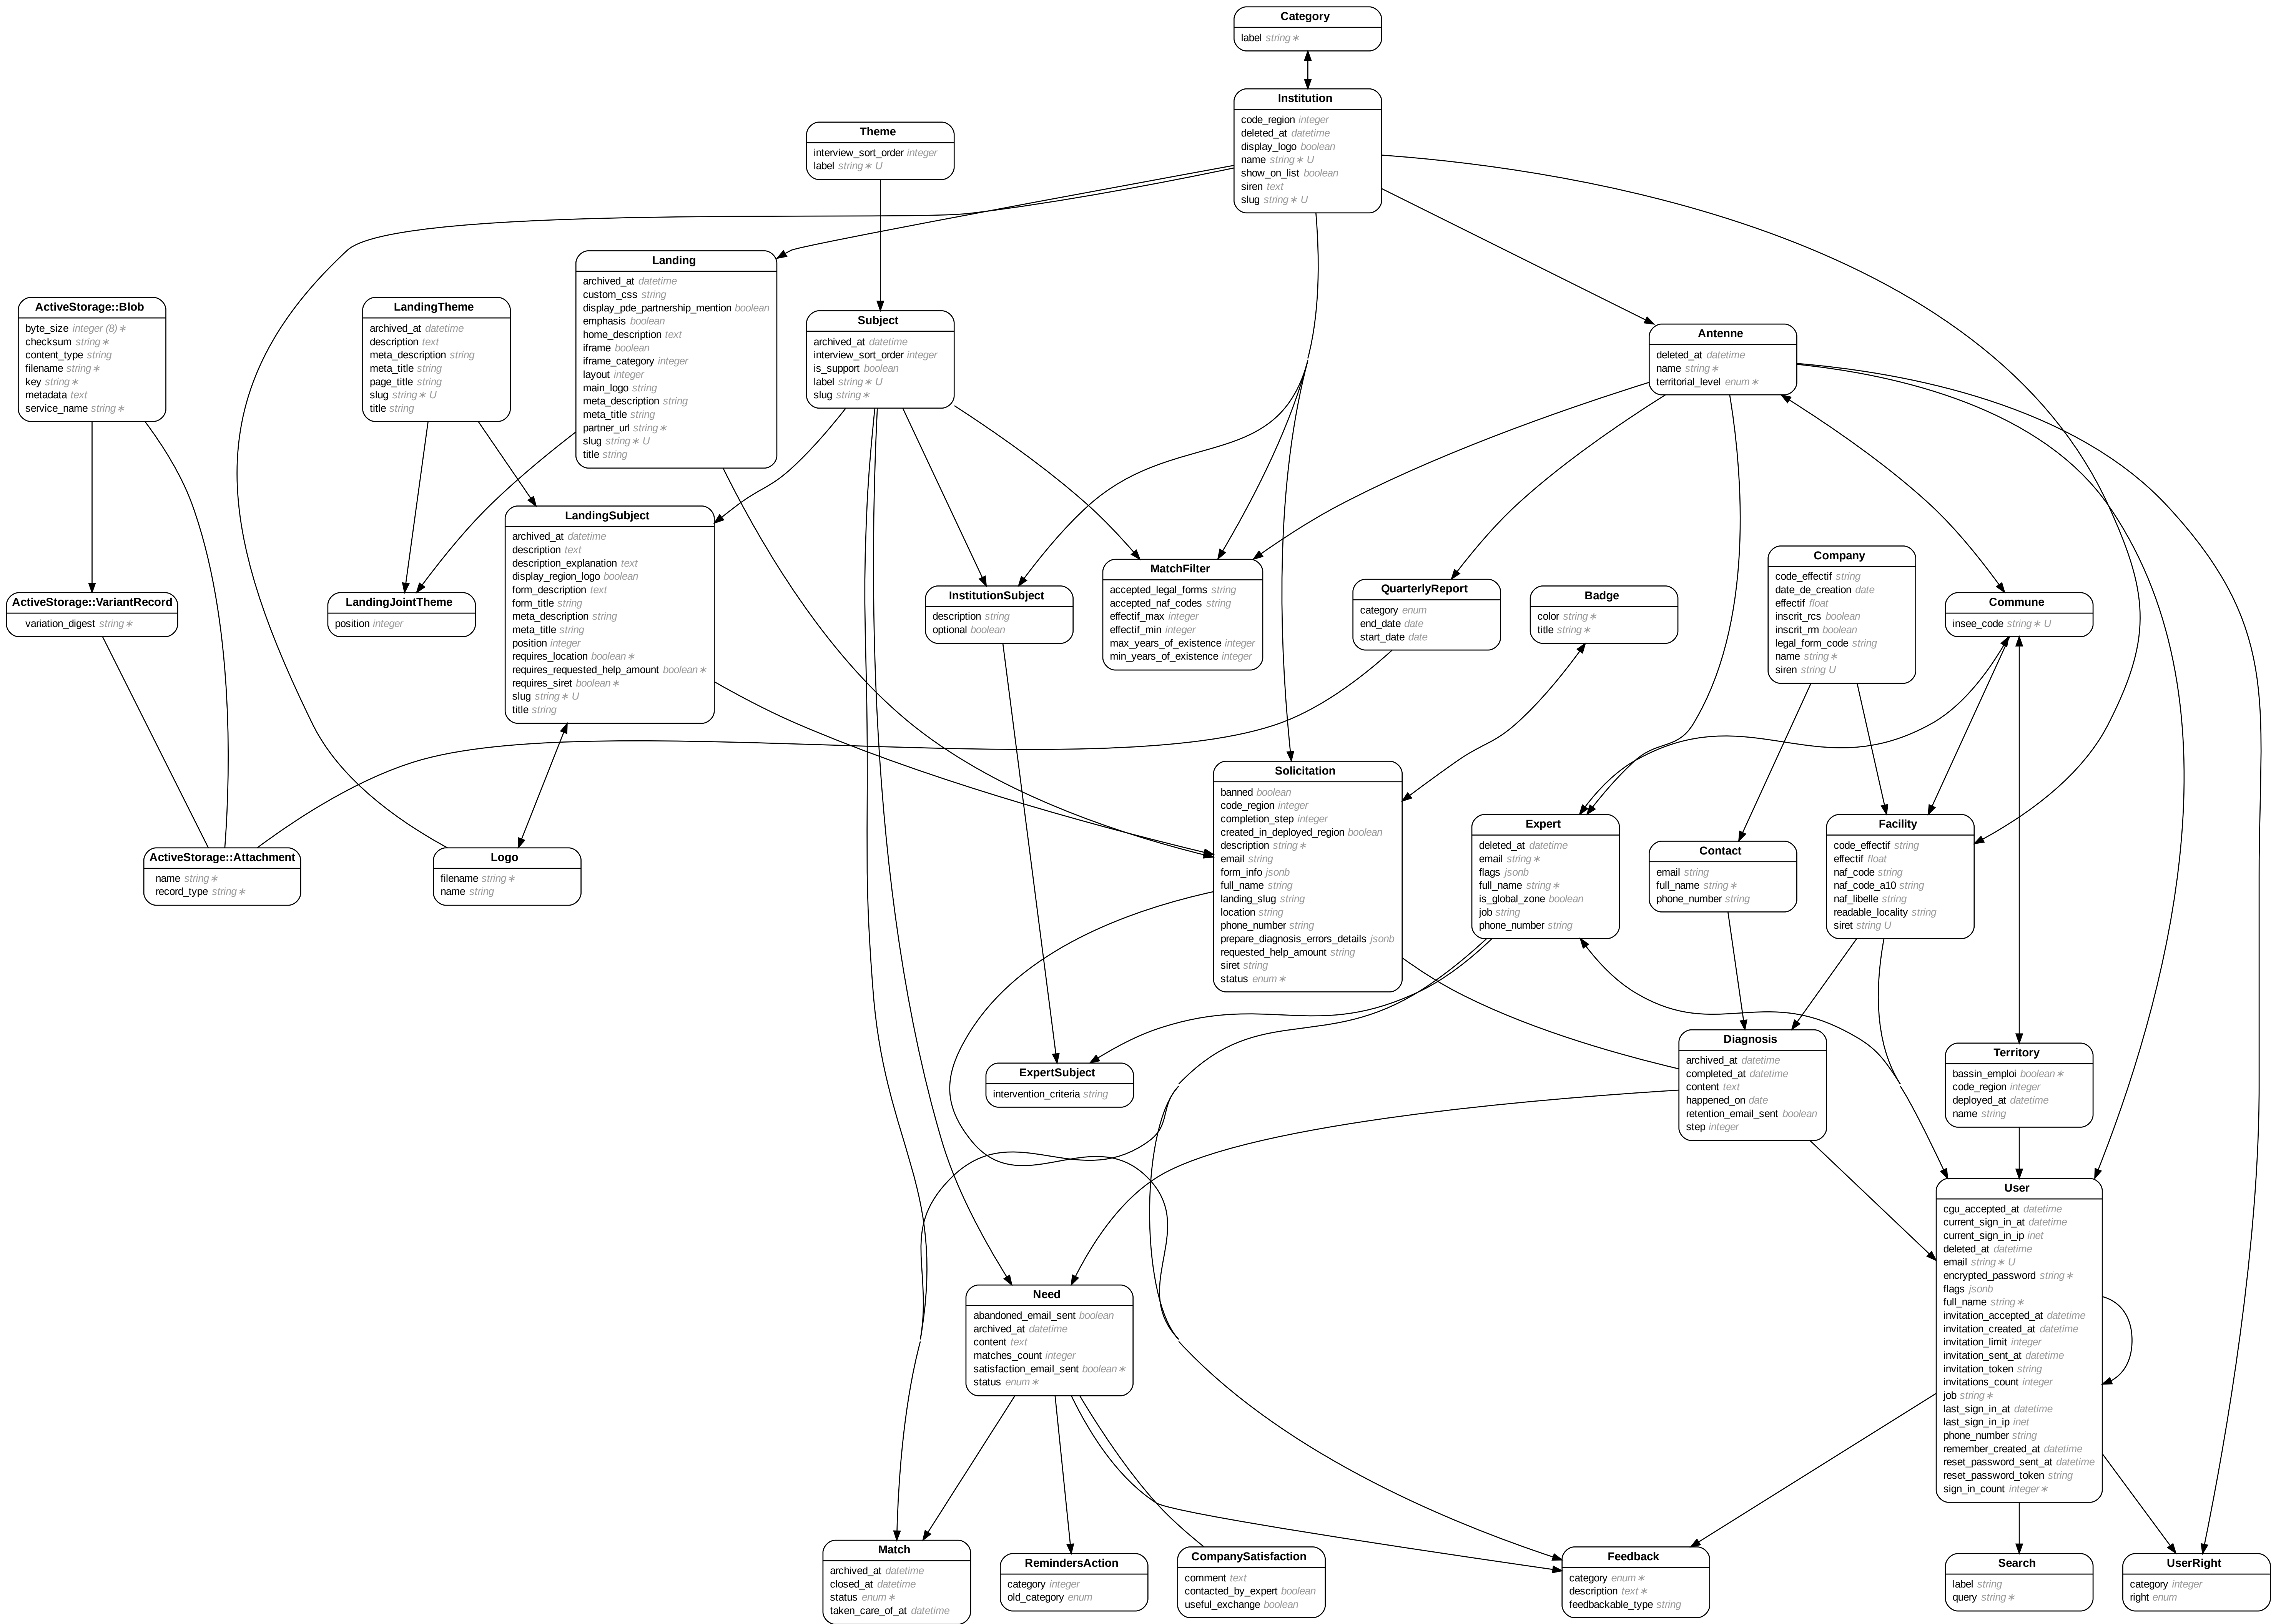 Category
label string∗
Institution
code_region integer
deleted_at datetime
display_logo boolean
name string∗ U
show_on_list boolean
siren text
slug string∗ U
Theme
interview_sort_order integer
label string∗ U
Landing
archived_at datetime
custom_css string
display_pde_partnership_mention boolean
emphasis boolean
home_description text
iframe boolean
iframe_category integer
layout integer
main_logo string
meta_description string
meta_title string
partner_url string∗
slug string∗ U
title string
ActiveStorage::Blob
byte_size integer (8)∗
checksum string∗
content_type string
filename string∗
key string∗
metadata text
service_name string∗
LandingTheme
archived_at datetime
description text
meta_description string
meta_title string
page_title string
slug string∗ U
title string
Subject
archived_at datetime
interview_sort_order integer
is_support boolean
label string∗ U
slug string∗
Antenne
deleted_at datetime
name string∗
territorial_level enum∗
LandingSubject
archived_at datetime
description text
description_explanation text
display_region_logo boolean
form_description text
form_title string
meta_description string
meta_title string
position integer
requires_location boolean∗
requires_requested_help_amount boolean∗
requires_siret boolean∗
slug string∗ U
title string
ActiveStorage::VariantRecord
variation_digest string∗
LandingJointTheme
position integer
InstitutionSubject
description string
optional boolean
MatchFilter
accepted_legal_forms string
accepted_naf_codes string
effectif_max integer
effectif_min integer
max_years_of_existence integer
min_years_of_existence integer
QuarterlyReport
category enum
end_date date
start_date date
Badge
color string∗
title string∗
Company
code_effectif string
date_de_creation date
effectif float
inscrit_rcs boolean
inscrit_rm boolean
legal_form_code string
name string∗
siren string U
Commune
insee_code string∗ U
Solicitation
banned boolean
code_region integer
completion_step integer
created_in_deployed_region boolean
description string∗
email string
form_info jsonb
full_name string
landing_slug string
location string
phone_number string
prepare_diagnosis_errors_details jsonb
requested_help_amount string
siret string
status enum∗
Expert
deleted_at datetime
email string∗
flags jsonb
full_name string∗
is_global_zone boolean
job string
phone_number string
Contact
email string
full_name string∗
phone_number string
Facility
code_effectif string
effectif float
naf_code string
naf_code_a10 string
naf_libelle string
readable_locality string
siret string U
ActiveStorage::Attachment
name string∗
record_type string∗
Logo
filename string∗
name string
Diagnosis
archived_at datetime
completed_at datetime
content text
happened_on date
retention_email_sent boolean
step integer
ExpertSubject
intervention_criteria string
Territory
bassin_emploi boolean∗
code_region integer
deployed_at datetime
name string
User
cgu_accepted_at datetime
current_sign_in_at datetime
current_sign_in_ip inet
deleted_at datetime
email string∗ U
encrypted_password string∗
flags jsonb
full_name string∗
invitation_accepted_at datetime
invitation_created_at datetime
invitation_limit integer
invitation_sent_at datetime
invitation_token string
invitations_count integer
job string∗
last_sign_in_at datetime
last_sign_in_ip inet
phone_number string
remember_created_at datetime
reset_password_sent_at datetime
reset_password_token string
sign_in_count integer∗
Need
abandoned_email_sent boolean
archived_at datetime
content text
matches_count integer
satisfaction_email_sent boolean∗
status enum∗
Match
archived_at datetime
closed_at datetime
status enum∗
taken_care_of_at datetime
RemindersAction
category integer
old_category enum
CompanySatisfaction
comment text
contacted_by_expert boolean
useful_exchange boolean
Feedback
category enum∗
description text∗
feedbackable_type string
Search
label string
query string∗
UserRight
category integer
right enum